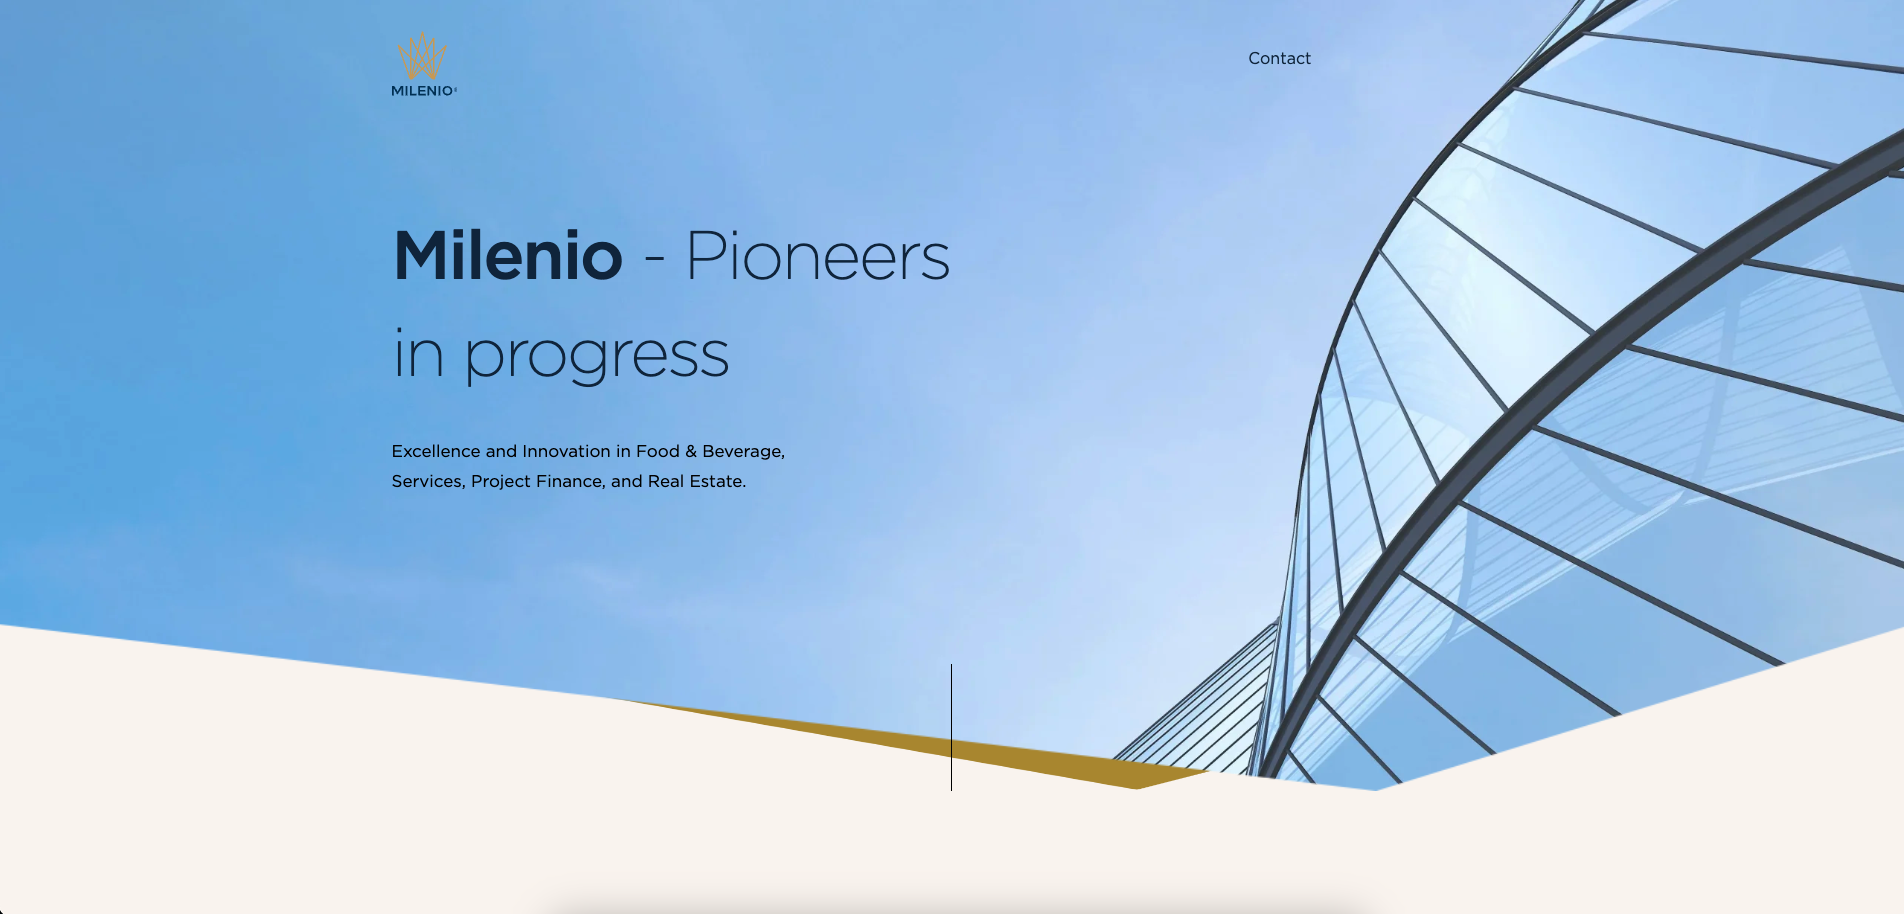 MILENIO
Contact
Milenio - Pioneers
in progress
Excellence and Innovation in Food & Beverage,
Services, Project Finance, and Real Estate.